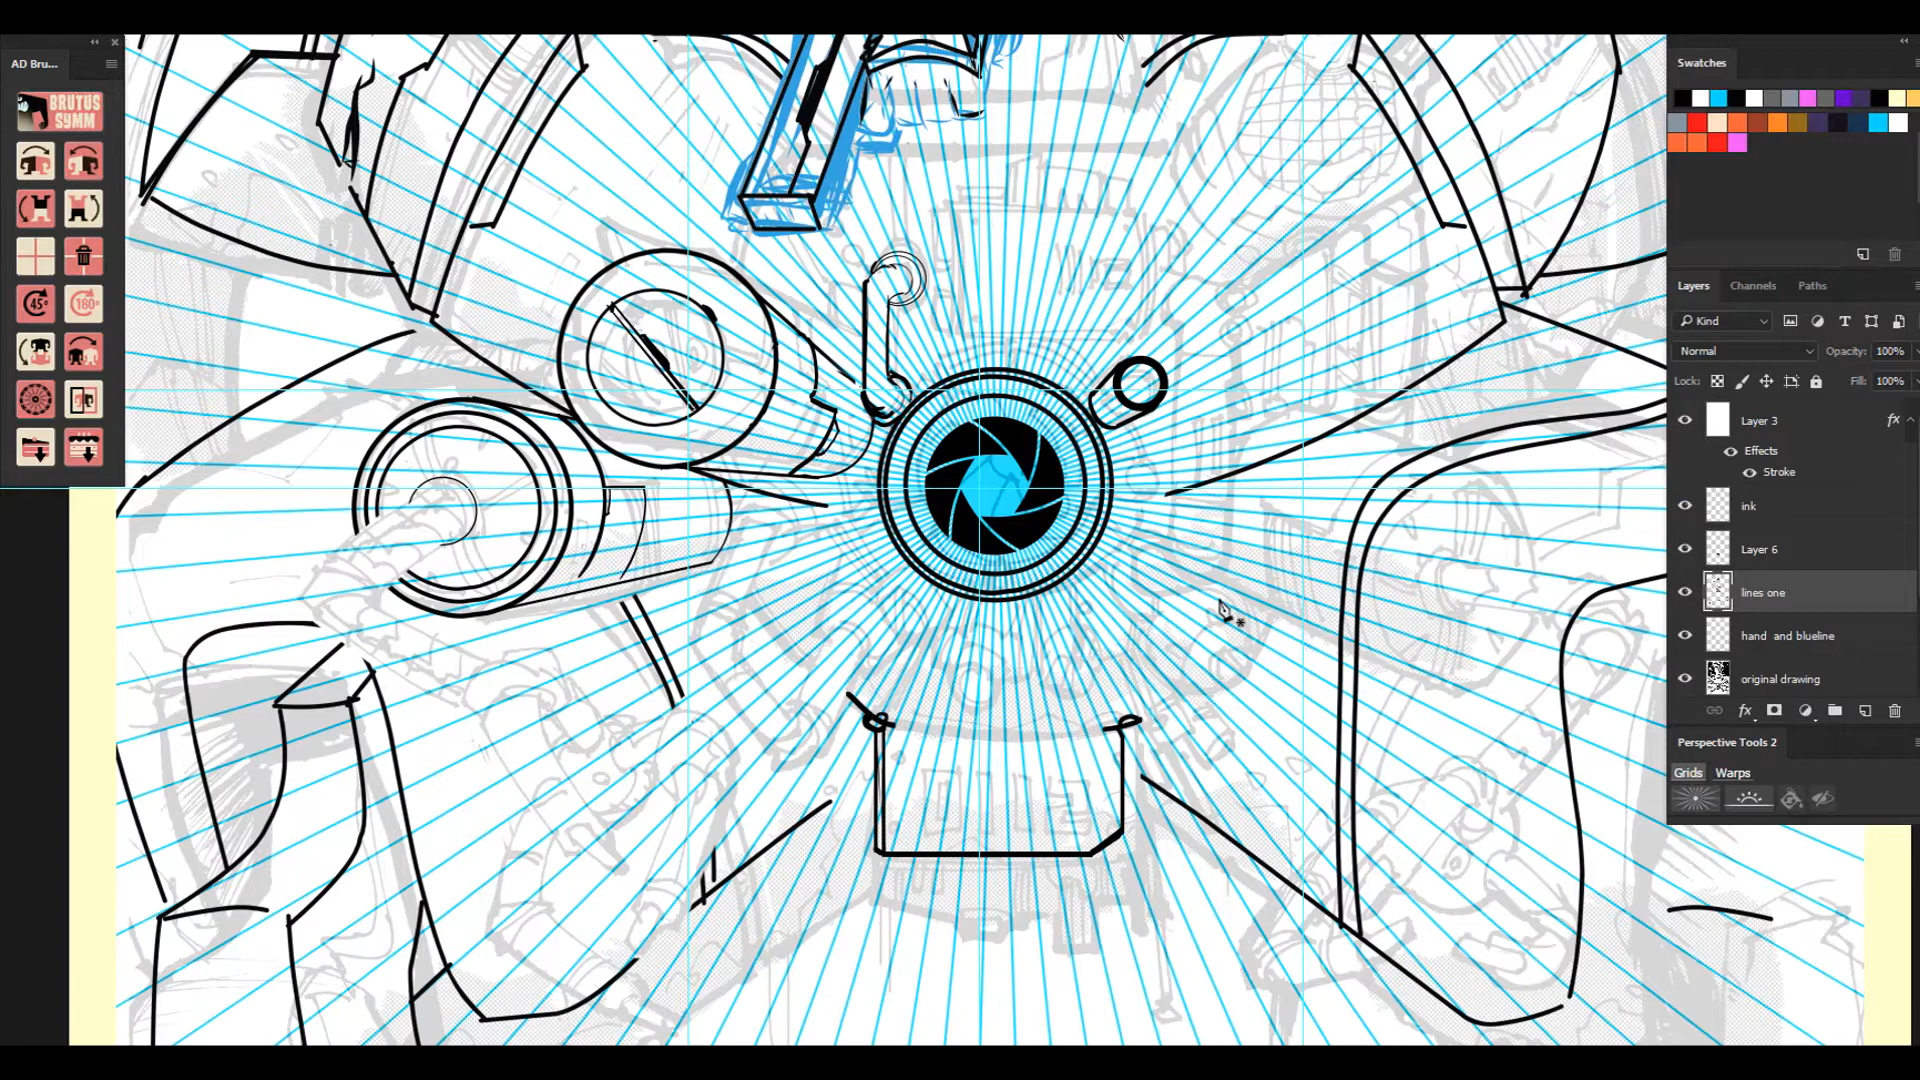 AD Bru...
BRUTUS
SYMM
45°
180°
Swatches
Layers Channels Paths
Kind
Normal Opacity: 100%
Lock: Fill: 100%
Layer 3 fx
Effects
Stroke
ink
Layer 6
lines one
hand and blueline
original drawing
fx
Perspective Tools 2
Grids Warps